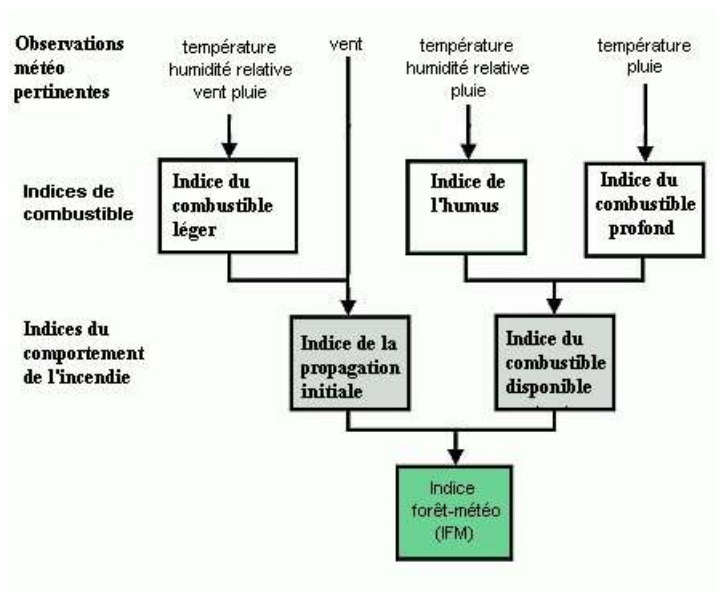 Observations
météo
pertinentes
température
humidité relative
vent pluie
vent
température
humidité relative
pluie
température
pluie
Indices de
combustible
Indice du
combustible
léger
Indice de
l'humus
Indice du
combustible
profond
Indices du
comportement
de l'incendie
Indice de la
propagation
initiale
Indice du
combustible
disponible
Indice
forêt-météo
(IFM)